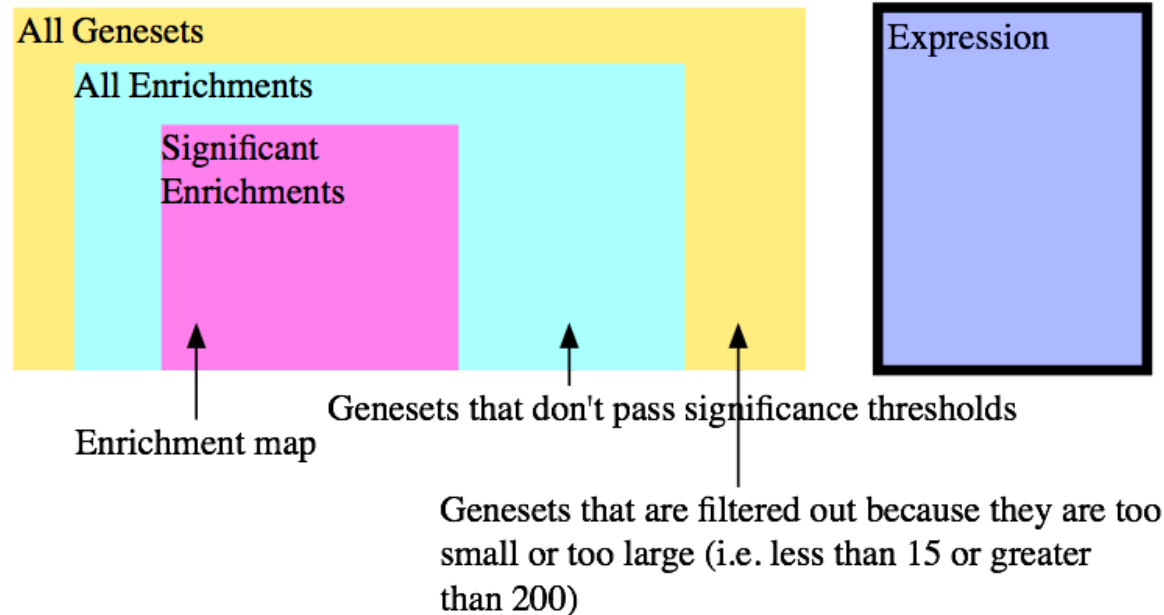 All Genesets
Expression
All Enrichments
Significant
Enrichments
Genesets that don't pass significance thresholds
Enrichment map
Genesets that are filtered out because they are too
small or too large (i.e. less than 15 or greater
than 200)